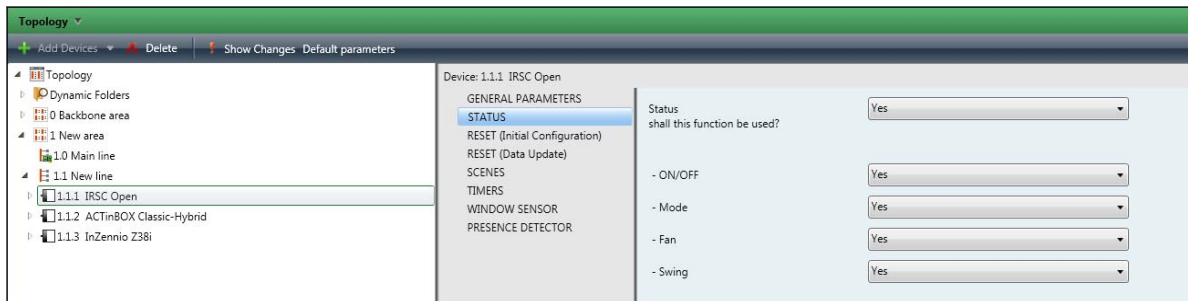 Topology
Add Devices Delete Show Changes Default parameters
Topology
Dynamic Folders
0 Backbone area
1 New area
1.0 Main line
1.1 New line
1.1.1 IRSC Open
1.1.2 ACTinBOX Classic-Hybrid
1.1.3 InZennio Z38i
Device: 1.1.1 IRSC Open
GENERAL PARAMETERS
STATUS
RESET (Initial Configuration)
RESET (Data Update)
SCENES
TIMERS
WINDOW SENSOR
PRESENCE DETECTOR
Status Yes
shall this function be used?
- ON/OFF Yes
- Mode Yes
- Fan Yes
- Swing Yes